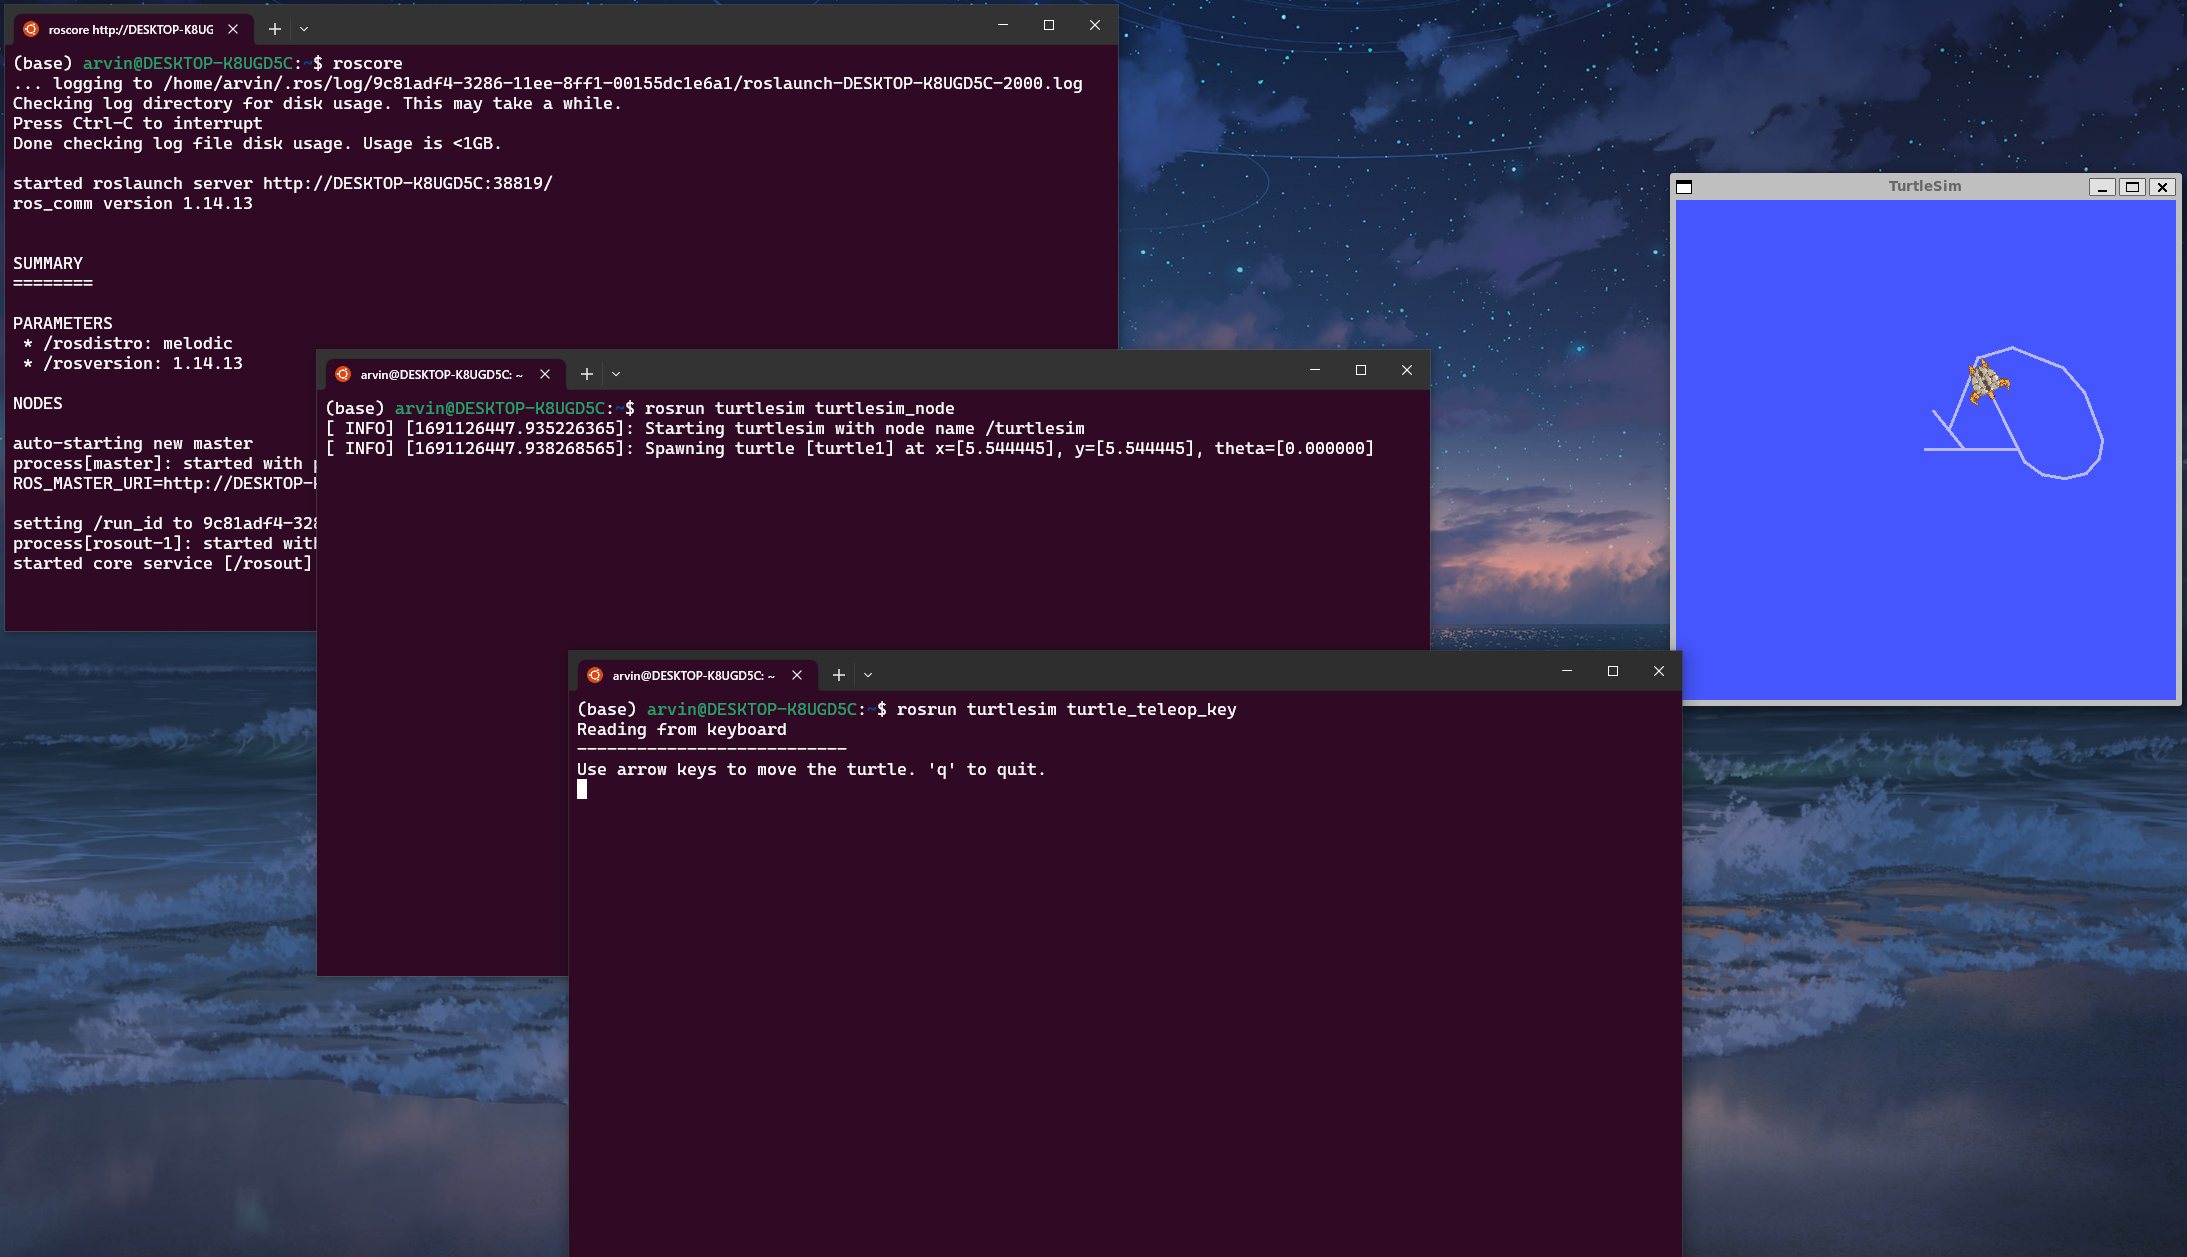 roscore http://DESKTOP-K8UG
(base) arvin@DESKTOP-K8UGD5C:~$ roscore
... logging to /home/arvin/.ros/log/9c81adf4-3286-11ee-8ff1-00155dc1e6a1/roslaunch-DESKTOP-K8UGD5C-2000.log
Checking log directory for disk usage. This may take a while.
Press Ctrl-C to interrupt
Done checking log file disk usage. Usage is <1GB.
started roslaunch server http://DESKTOP-K8UGD5C:38819/
ros_comm version 1.14.13
SUMMARY
========
PARAMETERS
* /rosdistro: melodic
* /rosversion: 1.14.13
NODES
auto-starting new master
process[master]: started with
ROS_MASTER_URI=http://DESKTOP-
setting /run_id to 9c81adf4-328
process[rosout-1]: started with
started core service [/rosout]
arvin@DESKTOP-K8UGD5C: ~
(base) arvin@DESKTOP-K8UGD5C:~$ rosrun turtlesim turtlesim_node
[ INFO] [1691126447.935226365]: Starting turtlesim with node name /turtlesim
[ INFO] [1691126447.938268565]: Spawning turtle [turtle1] at x=[5.544445], y=[5.544445], theta=[0.000000]
arvin@DESKTOP-K8UGD5C: ~
(base) arvin@DESKTOP-K8UGD5C:~$ rosrun turtlesim turtle_teleop_key
Reading from keyboard
---------------------------
Use arrow keys to move the turtle. 'q' to quit.
TurtleSim